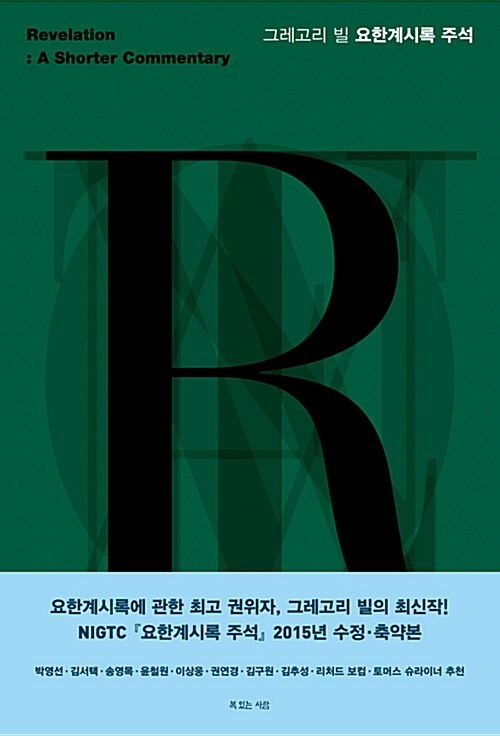 Revelation
: A Shorter Commentary
그레고리 빌 요한계시록 주석
R
요한계시록에 관한 최고 권위자, 그레고리 빌의 최신작!
NIGTC 『요한계시록 주석』 2015년 수정·축약본
박영선·김서택·송영목·윤철원·이상웅·권연경·김구원·김추성·리처드 보컴·토머스 슈라이너 추천
복 있는 사람